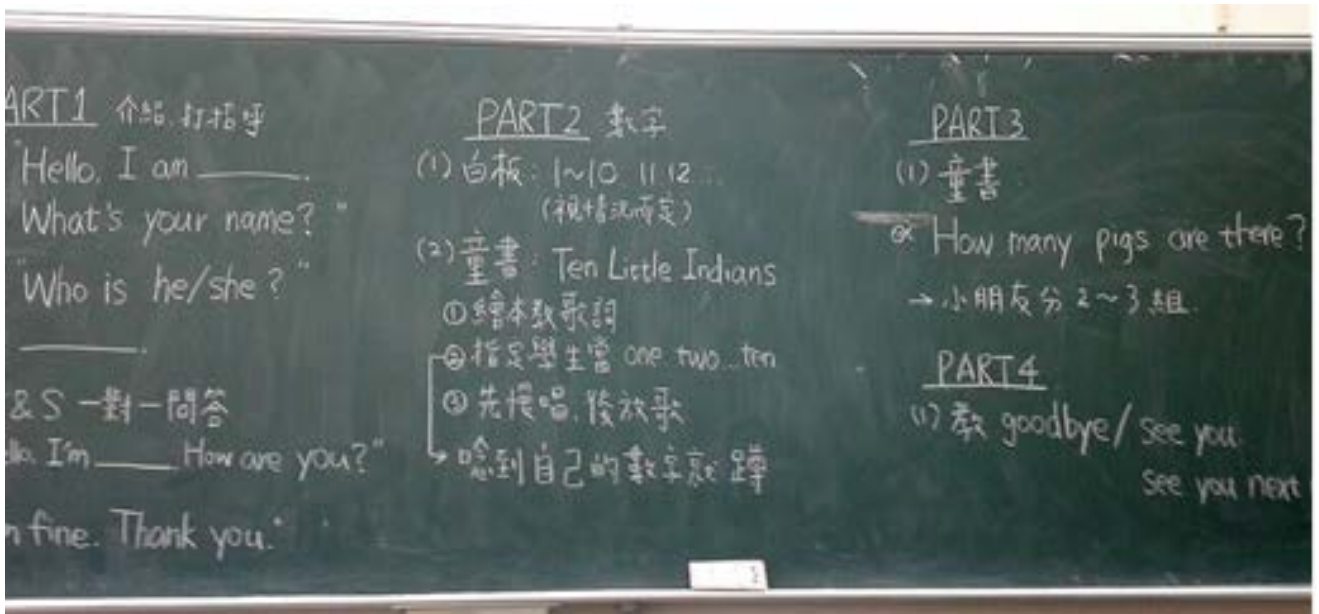 ART1 介紹.打招呼
"Hello. I am ______.
What's your name?"
"Who is he/she?"
______.
& S 一對一問答
llo. I'm ____ How are you?"
m fine. Thank you."
PART2 數字
(1) 白板: 1~10 11 12...
(視情況而定)
(2) 童書: Ten Little Indians
① 繪本教歌詞
② 指定學生當 one two...ten
③ 先慢唱.後放歌
→ 唸到自己的數字就蹲
PART3
(1) 童書.
How many pigs are there?
→ 小朋友分 2~3 組.
PART4
(1) 教 goodbye/ see you.
see you next